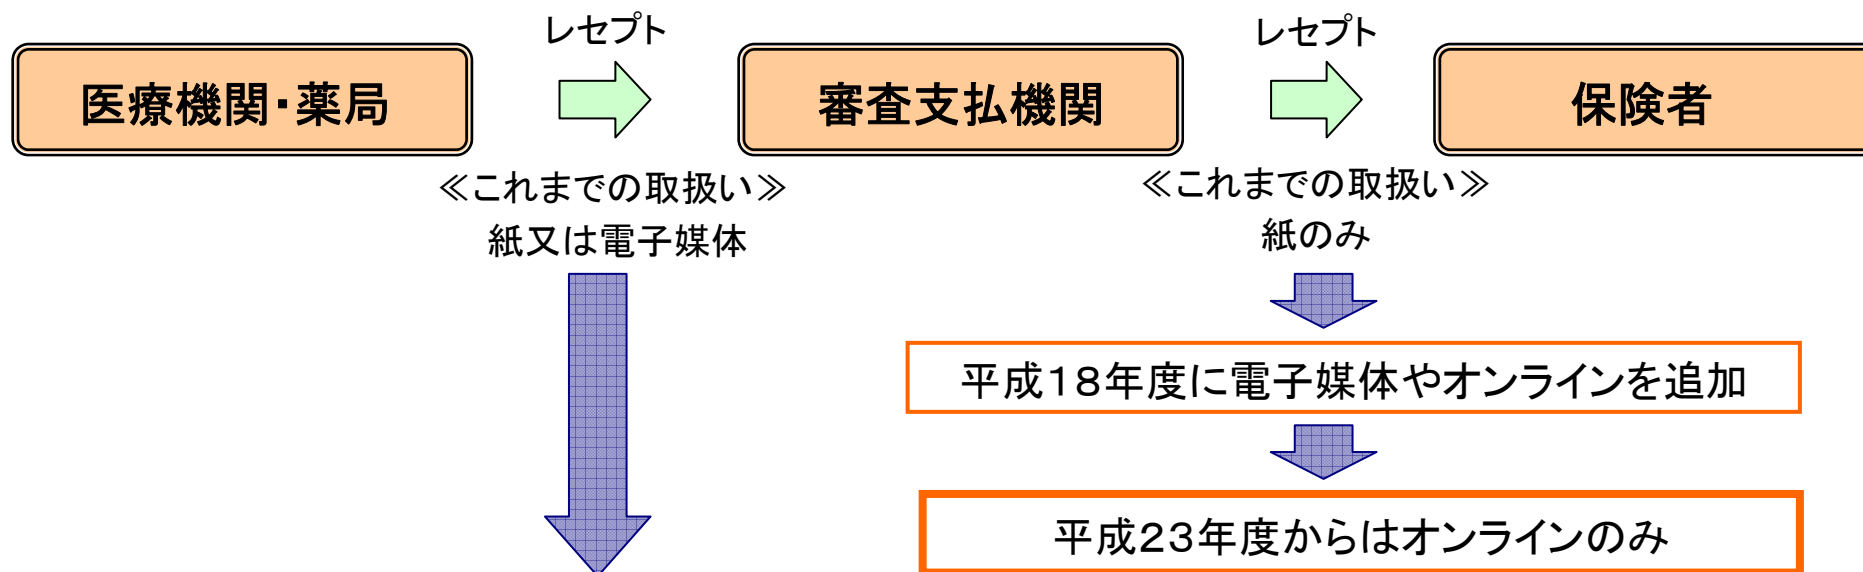 レセプト
レセプト
医療機関・薬局
審査支払機関
保険者
≪これまでの取扱い≫
紙又は電子媒体
≪これまでの取扱い≫
紙のみ
平成18年度に電子媒体やオンラインを追加
平成23年度からはオンラインのみ